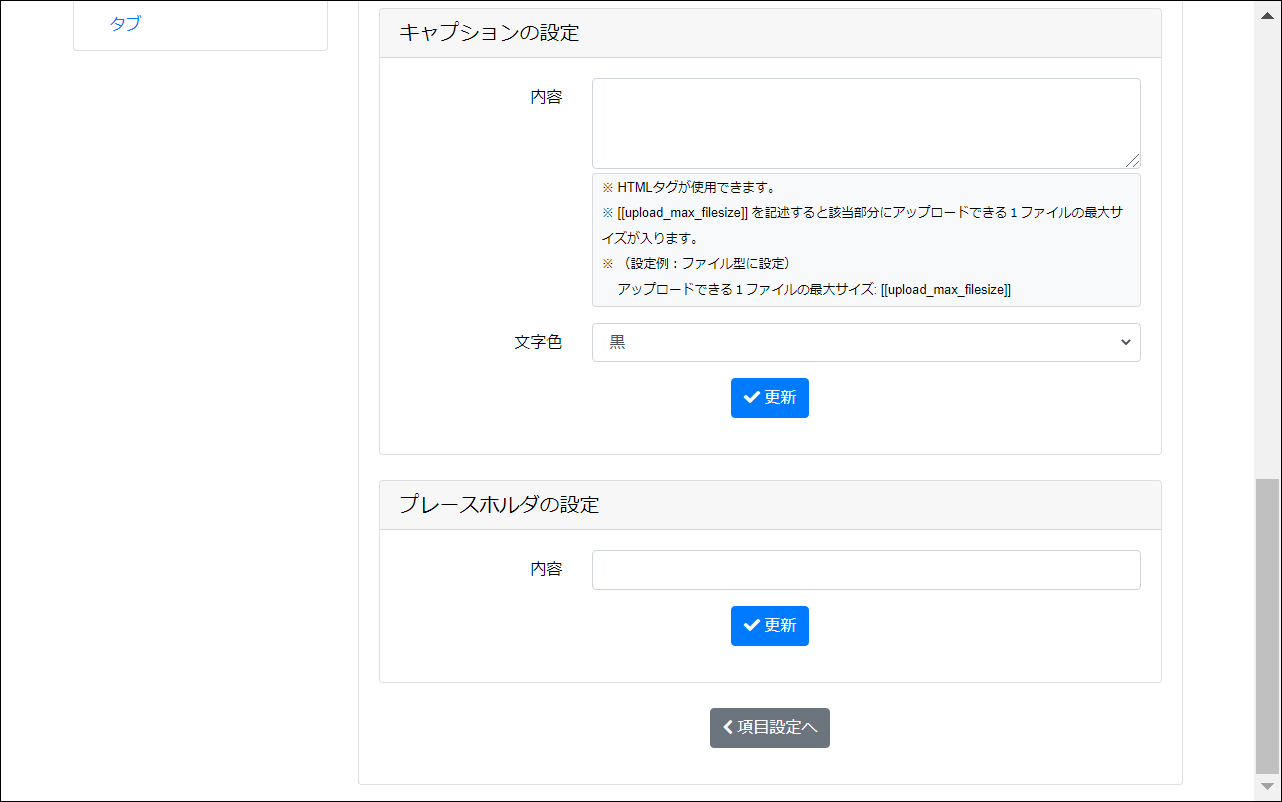 タブ
キャプションの設定
内容
※ HTMLタグが使用できます。
※ [[upload_max_filesize]] を記述すると該当部分にアップロードできる１ファイルの最大サ
イズが入ります。
※ （設定例：ファイル型に設定）
アップロードできる１ファイルの最大サイズ: [[upload_max_filesize]]
文字色
黒
更新
プレースホルダの設定
内容
更新
項目設定へ